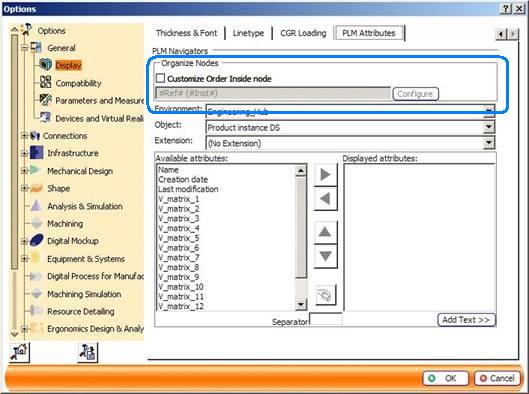 Options
Options
General
Display
Compatibility
Parameters and Measure
Devices and Virtual Reali
Connections
Infrastructure
Mechanical Design
Shape
Analysis & Simulation
Machining
Digital Mockup
Equipment & Systems
Digital Process for Manufac
Machining Simulation
Resource Detailing
Ergonomics Design & Analy
Thickness & Font
Linetype
CGR Loading
PLM Attributes
PLM Navigators
Organize Nodes
Customize Order Inside node
#Ref# (#Inst#)
Configure
Environment: Engineering_Hub
Object: Product instance DS
Extension: (No Extension)
Available attributes:
Name
Creation date
Last modification
V_matrix_1
V_matrix_2
V_matrix_3
V_matrix_4
V_matrix_5
V_matrix_6
V_matrix_7
V_matrix_8
V_matrix_9
V_matrix_10
V_matrix_11
V_matrix_12
Displayed attributes:
Separator
Add Text >>
OK
Cancel